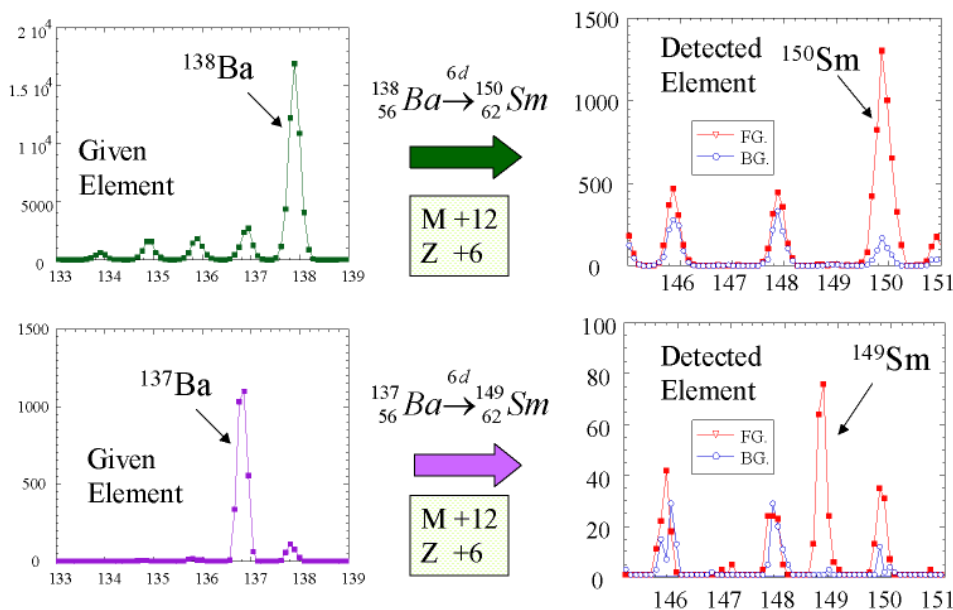 2 10⁴
1.5 10⁴
1 10⁴
5000
0
133 134 135 136 137 138 139
¹³⁸Ba
Given
Element
¹³⁸₅₆Ba →⁶ᵈ ¹⁵⁰₆₂Sm
M +12
Z +6
1500
1000
500
0
146 147 148 149 150 151
Detected
Element
¹⁵⁰Sm
FG.
BG.
1500
1000
500
0
133 134 135 136 137 138 139
¹³⁷Ba
Given
Element
¹³⁷₅₆Ba →⁶ᵈ ¹⁴⁹₆₂Sm
M +12
Z +6
100
80
60
40
20
0
146 147 148 149 150 151
Detected
Element
¹⁴⁹Sm
FG.
BG.